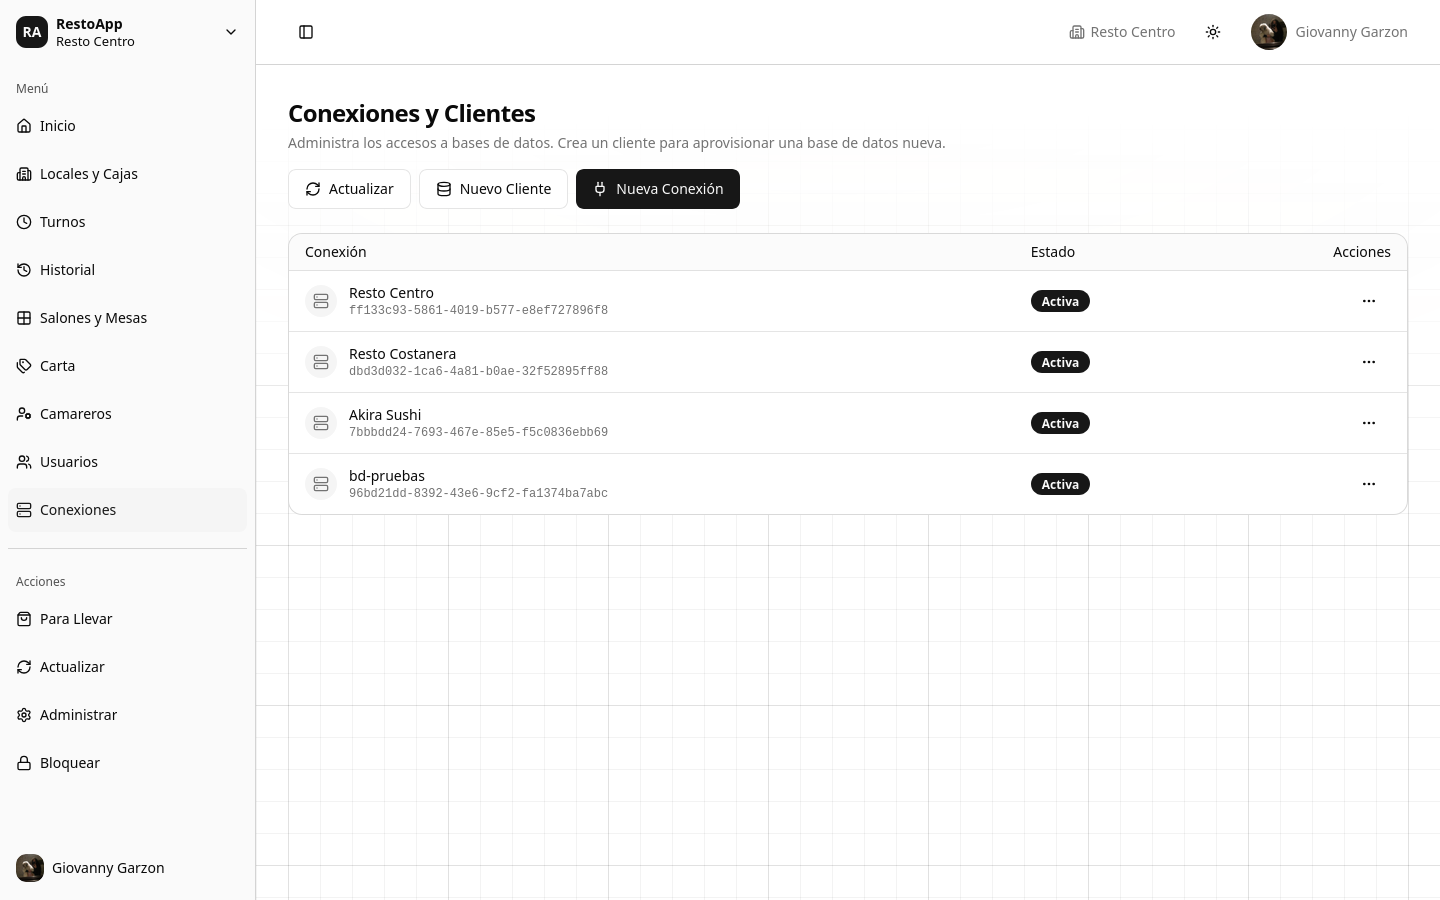 RA
RestoApp
Resto Centro
Menú
Inicio
Locales y Cajas
Turnos
Historial
Salones y Mesas
Carta
Camareros
Usuarios
Conexiones
Acciones
Para Llevar
Actualizar
Administrar
Bloquear
Giovanny Garzon
Resto Centro
Giovanny Garzon
Conexiones y Clientes
Administra los accesos a bases de datos. Crea un cliente para aprovisionar una base de datos nueva.
Actualizar
Nuevo Cliente
Nueva Conexión
Conexión Estado Acciones
Resto Centro
ff133c93-5861-4019-b577-e8ef727896f8
Activa
Resto Costanera
dbd3d032-1ca6-4a81-b0ae-32f52895ff88
Activa
Akira Sushi
7bbbdd24-7693-467e-85e5-f5c0836ebb69
Activa
bd-pruebas
96bd21dd-8392-43e6-9cf2-fa1374ba7abc
Activa